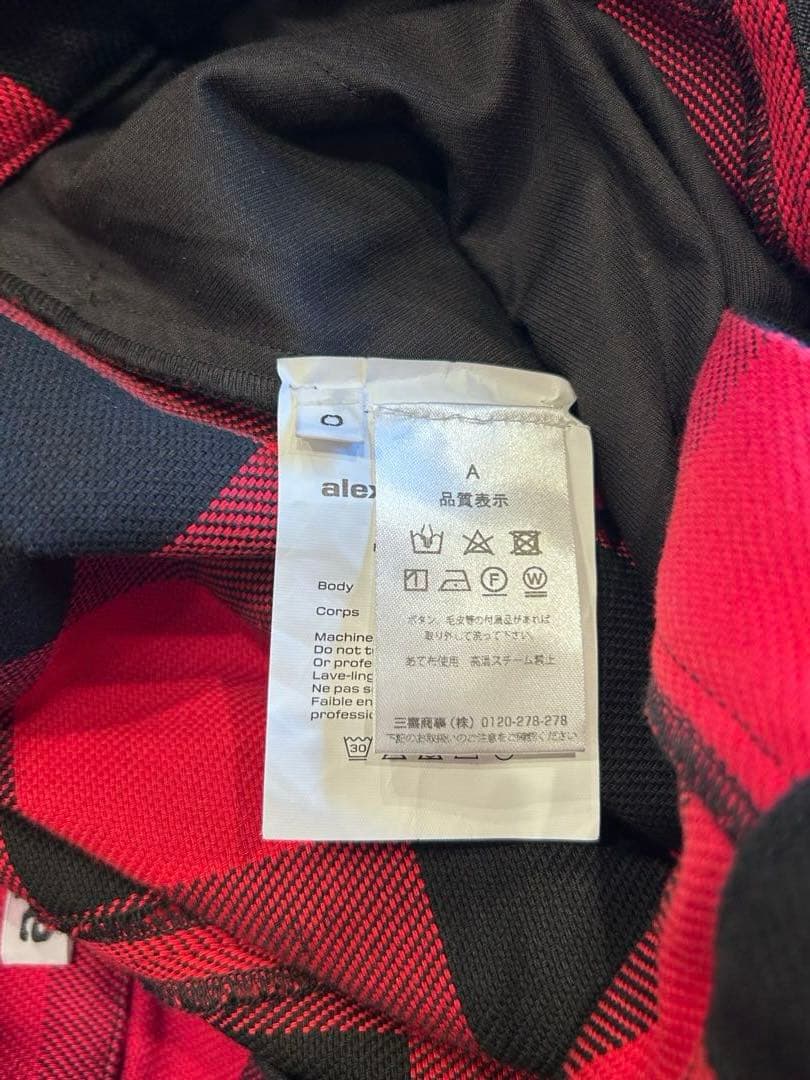 0
alex
Body
Corps
Machine
Do not t
Or profe
Lave-ling
Ne pas s
Faible en
professi
30
A
品質表示
F
W
ボタン、毛皮等の付属品があれば
取り外して洗って下さい。
あて布使用 高温スチーム禁止
三喜商事(株) 0120-278-278
下記のお取扱いのご注意をご確認ください
2